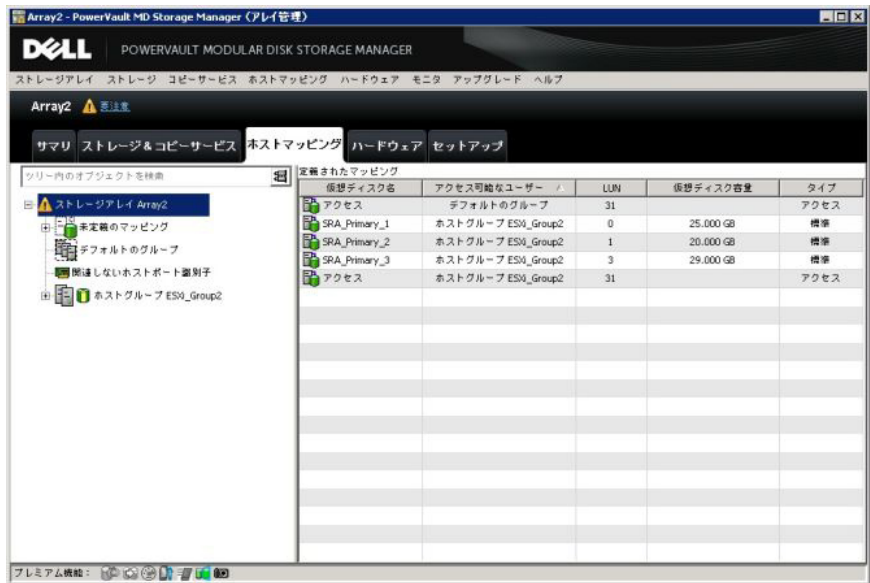 Array2 - PowerVault MD Storage Manager (アレイ管理)
DELL POWERVAULT MODULAR DISK STORAGE MANAGER
ストレージアレイ ストレージ コピーサービス ホストマッピング ハードウェア モニタ アップグレード ヘルプ
Array2 要注意
サマリ ストレージ&コピーサービス ホストマッピング ハードウェア セットアップ
ツリー内のオブジェクトを検索
ストレージアレイ Array2
未定義のマッピング
デフォルトのグループ
関連しないホストポート識別子
ホストグループ ESXi_Group2
定義されたマッピング
仮想ディスク名 アクセス可能なユーザー LUN 仮想ディスク容量 タイプ
アクセス デフォルトのグループ 31 アクセス
SRA_Primary_1 ホストグループ ESXi_Group2 0 25.000 GB 標準
SRA_Primary_2 ホストグループ ESXi_Group2 1 20.000 GB 標準
SRA_Primary_3 ホストグループ ESXi_Group2 3 29.000 GB 標準
アクセス ホストグループ ESXi_Group2 31 アクセス
プレミアム機能: